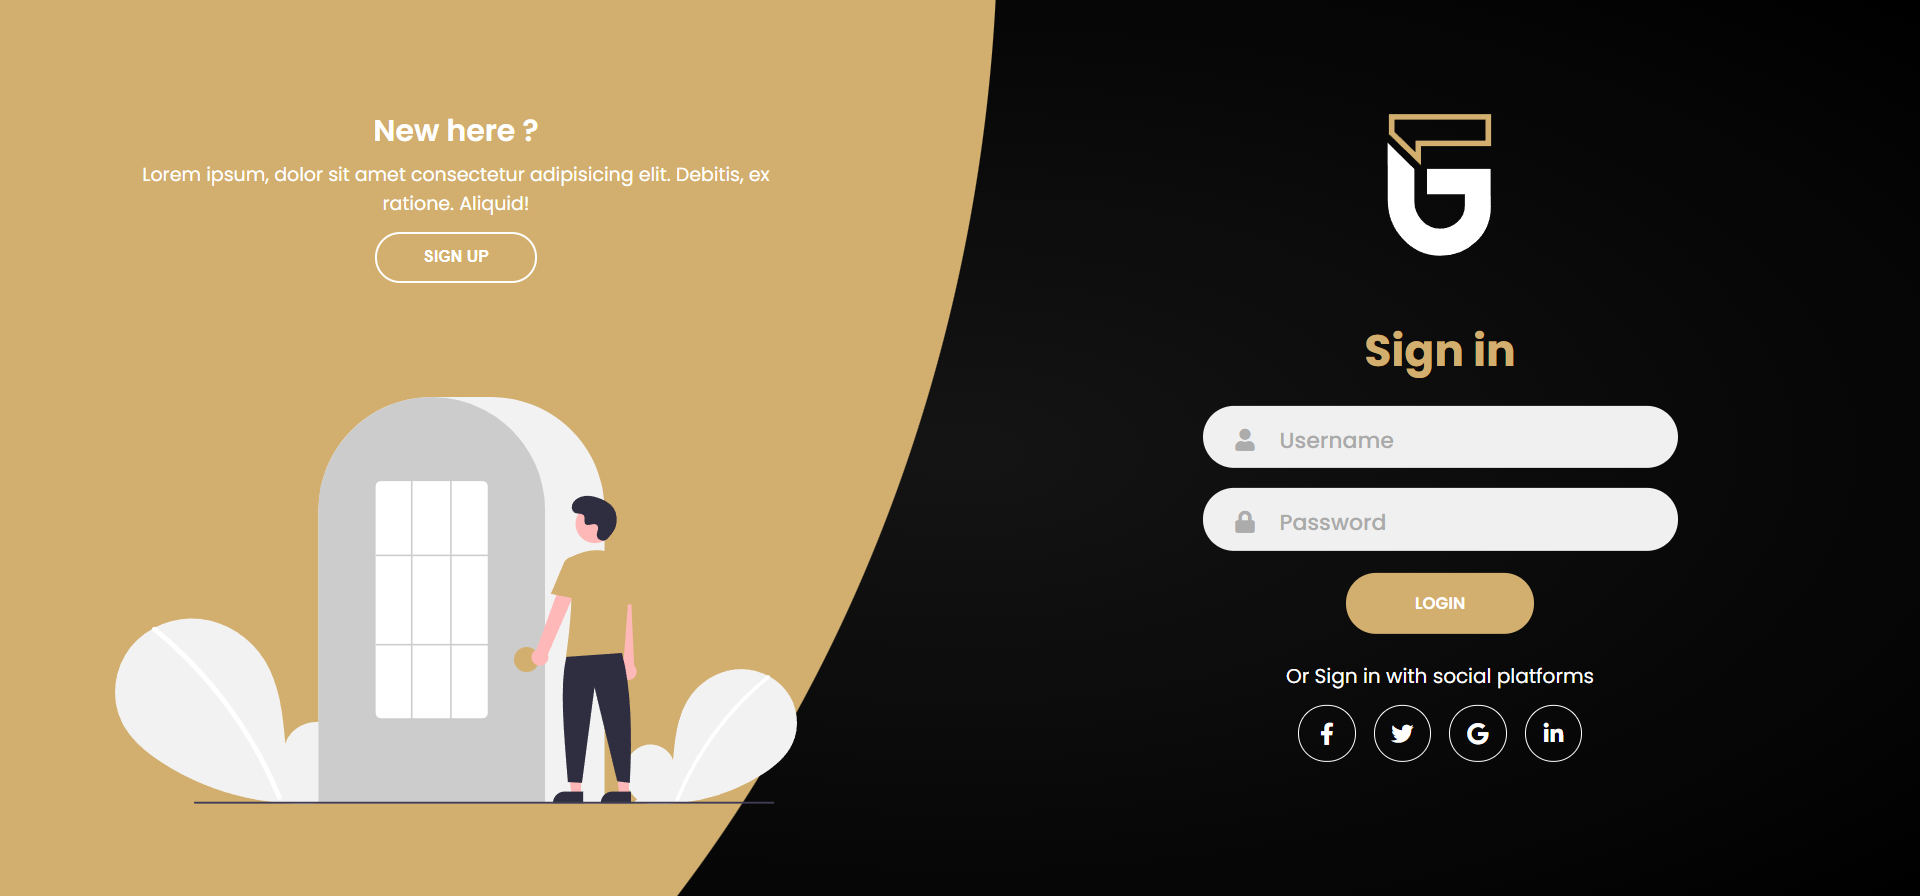 New here ?
Lorem ipsum, dolor sit amet consectetur adipisicing elit. Debitis, ex
ratione. Aliquid!
SIGN UP
Sign in
Username
Password
LOGIN
Or Sign in with social platforms